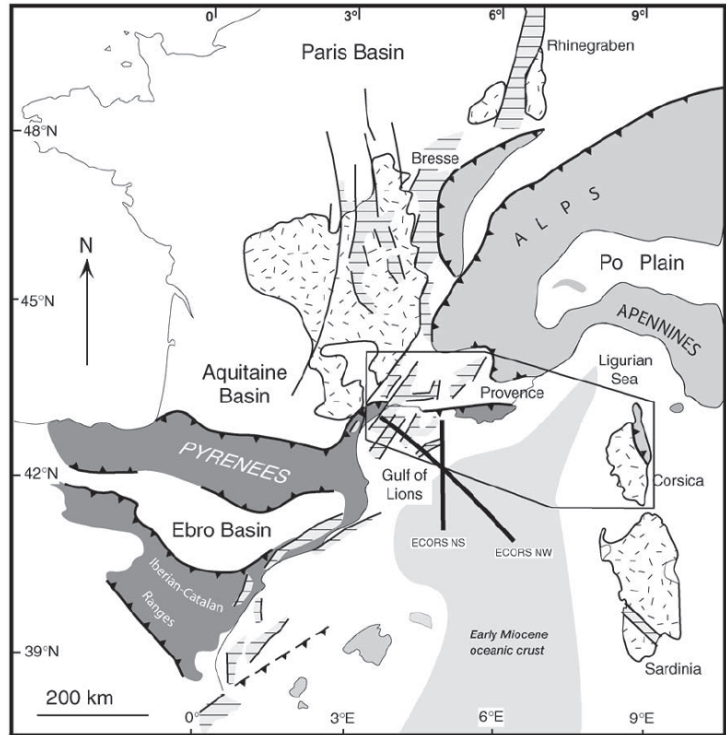 0°
3°E
6°E
9°E
Rhinegraben
Paris Basin
48°N
Bresse
N
ALPS
Po Plain
45°N
APENNINES
Ligurian
Sea
Aquitaine
Basin
Provence
PYRENEES
42°N
Gulf of
Lions
Corsica
Ebro Basin
ECORS NS
ECORS NW
Iberian-Catalan
Ranges
Early Miocene
oceanic crust
39°N
Sardinia
200 km
0°
3°E
6°E
9°E